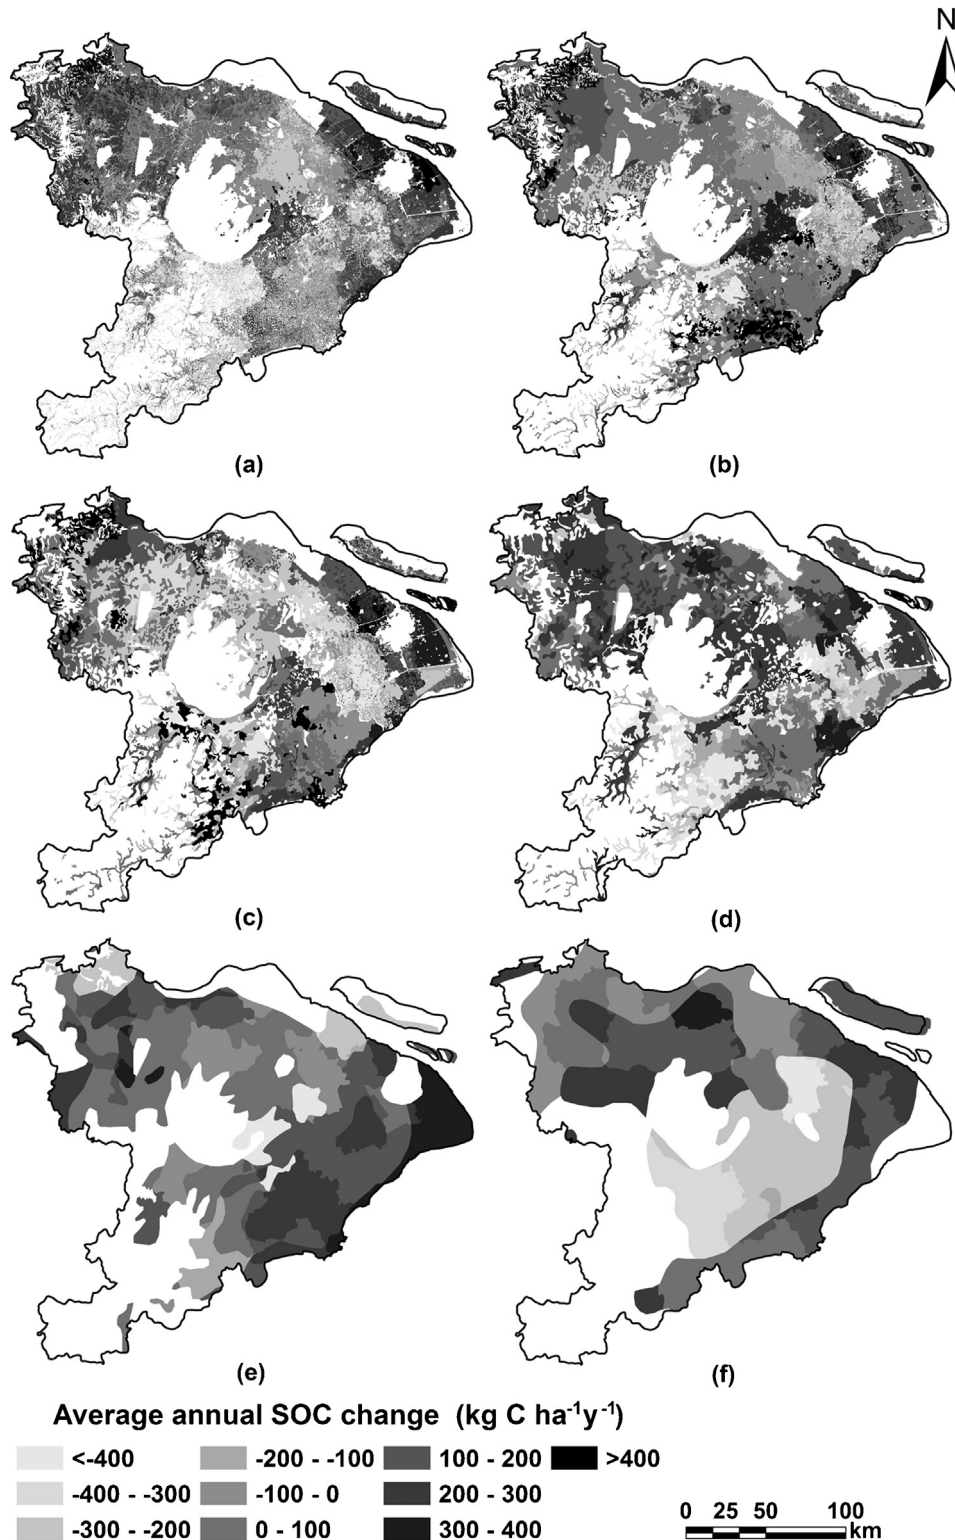 N
(a)
(b)
(c)
(d)
(e)
(f)
Average annual SOC change (kg C ha⁻¹y⁻¹)
<-400 -200 - -100 100 - 200 >400
-400 - -300 -100 - 0 200 - 300
-300 - -200 0 - 100 300 - 400
0 25 50 100
km